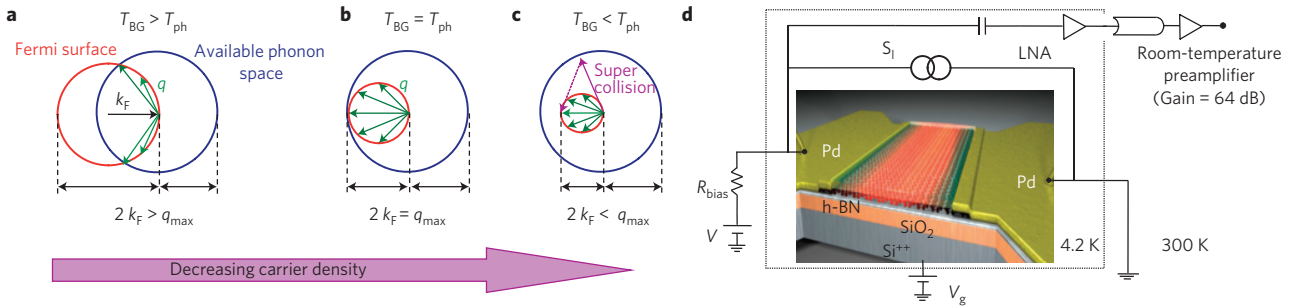 a
T_BG > T_ph
Fermi surface
Available phonon
space
q
k_F
2 k_F > q_max
b
T_BG = T_ph
q
2 k_F = q_max
c
T_BG < T_ph
Super
collision
2 k_F < q_max
Decreasing carrier density
d
S_I
LNA
Room-temperature
preamplifier
(Gain = 64 dB)
Pd
Pd
R_bias
V
h-BN
SiO₂
Si⁺⁺
4.2 K
300 K
V_g